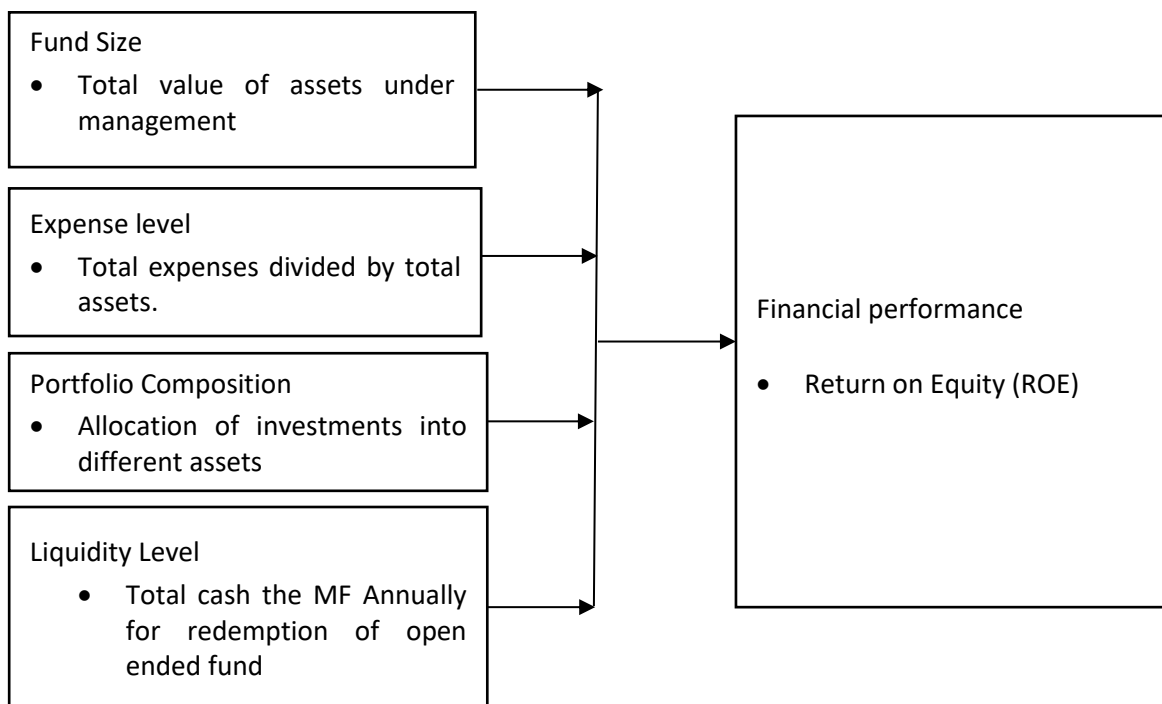 Fund Size
• Total value of assets under
management
Expense level
• Total expenses divided by total
assets.
Portfolio Composition
• Allocation of investments into
different assets
Liquidity Level
• Total cash the MF Annually
for redemption of open
ended fund
Financial performance
• Return on Equity (ROE)